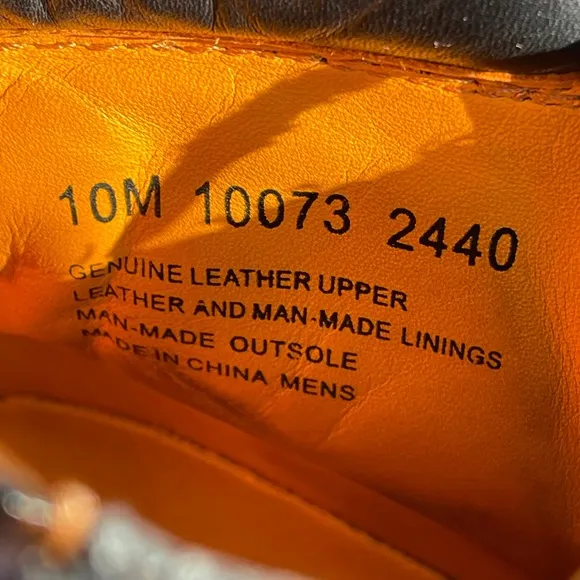 10M 10073 2440
GENUINE LEATHER UPPER
LEATHER AND MAN-MADE LININGS
MAN-MADE OUTSOLE
MADE IN CHINA MENS